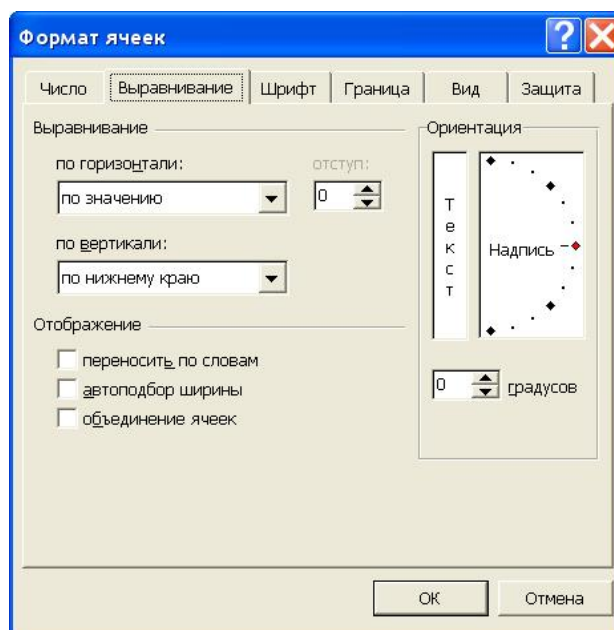 Формат ячеек
Число Выравнивание Шрифт Граница Вид Защита
Выравнивание
по горизонтали:
отступ:
по значению
0
по вертикали:
по нижнему краю
Отображение
переносить по словам
автоподбор ширины
объединение ячеек
Ориентация
Текст
Надпись
0 градусов
ОК
Отмена